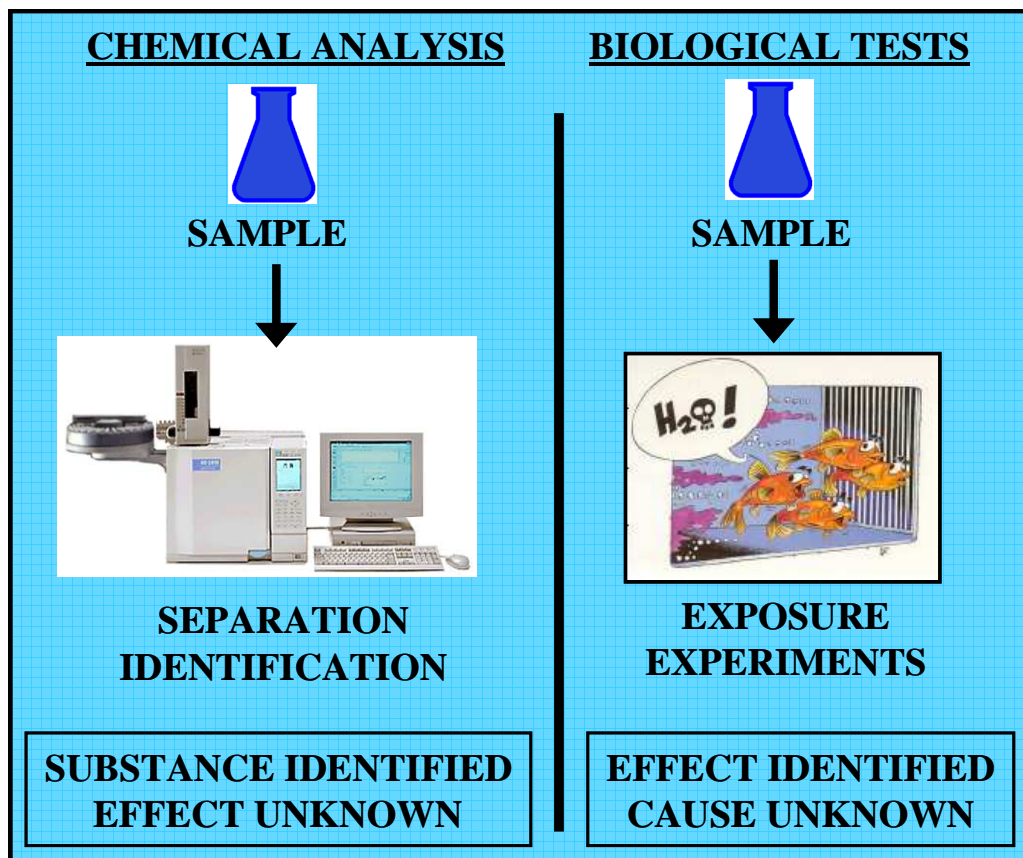 CHEMICAL ANALYSIS
SAMPLE
SEPARATION
IDENTIFICATION
SUBSTANCE IDENTIFIED
EFFECT UNKNOWN
BIOLOGICAL TESTS
SAMPLE
H2O!
EXPOSURE
EXPERIMENTS
EFFECT IDENTIFIED
CAUSE UNKNOWN